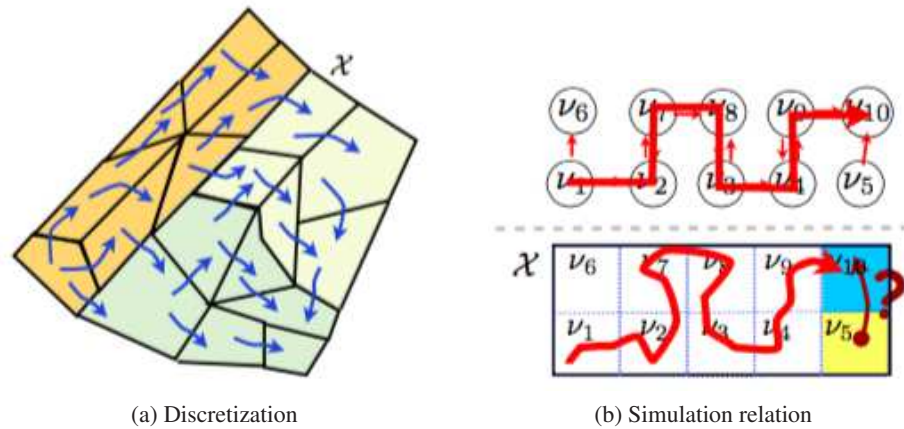 𝒳
ν₆ ν₇ ν₈ ν₉ ν₁₀
ν₁ ν₂ ν₃ ν₄ ν₅
𝒳 ν₆ ν₇ ν₈ ν₉ ν₁₀ ?
ν₁ ν₂ ν₃ ν₄ ν₅
(a) Discretization
(b) Simulation relation